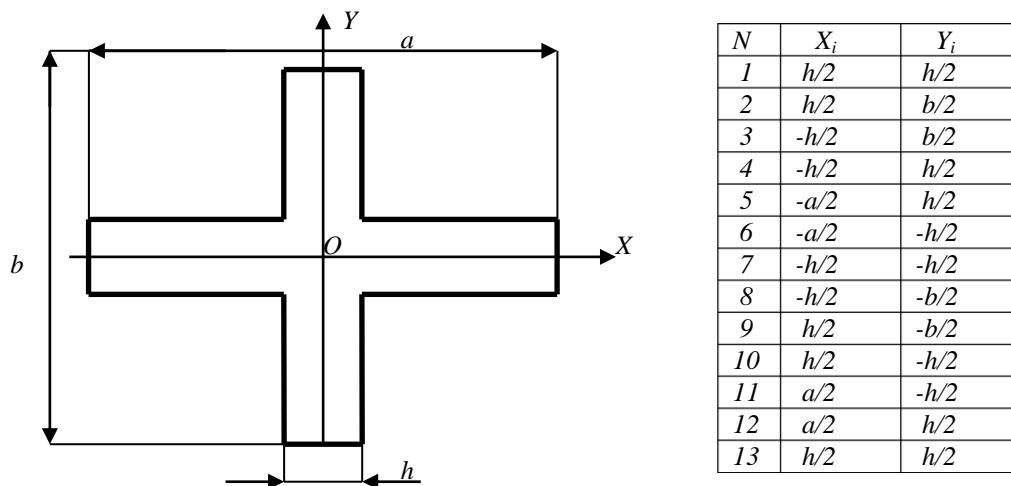 Y
a
O
X
b
h
N X_i Y_i
1 h/2 h/2
2 h/2 b/2
3 -h/2 b/2
4 -h/2 h/2
5 -a/2 h/2
6 -a/2 -h/2
7 -h/2 -h/2
8 -h/2 -b/2
9 h/2 -b/2
10 h/2 -h/2
11 a/2 -h/2
12 a/2 h/2
13 h/2 h/2